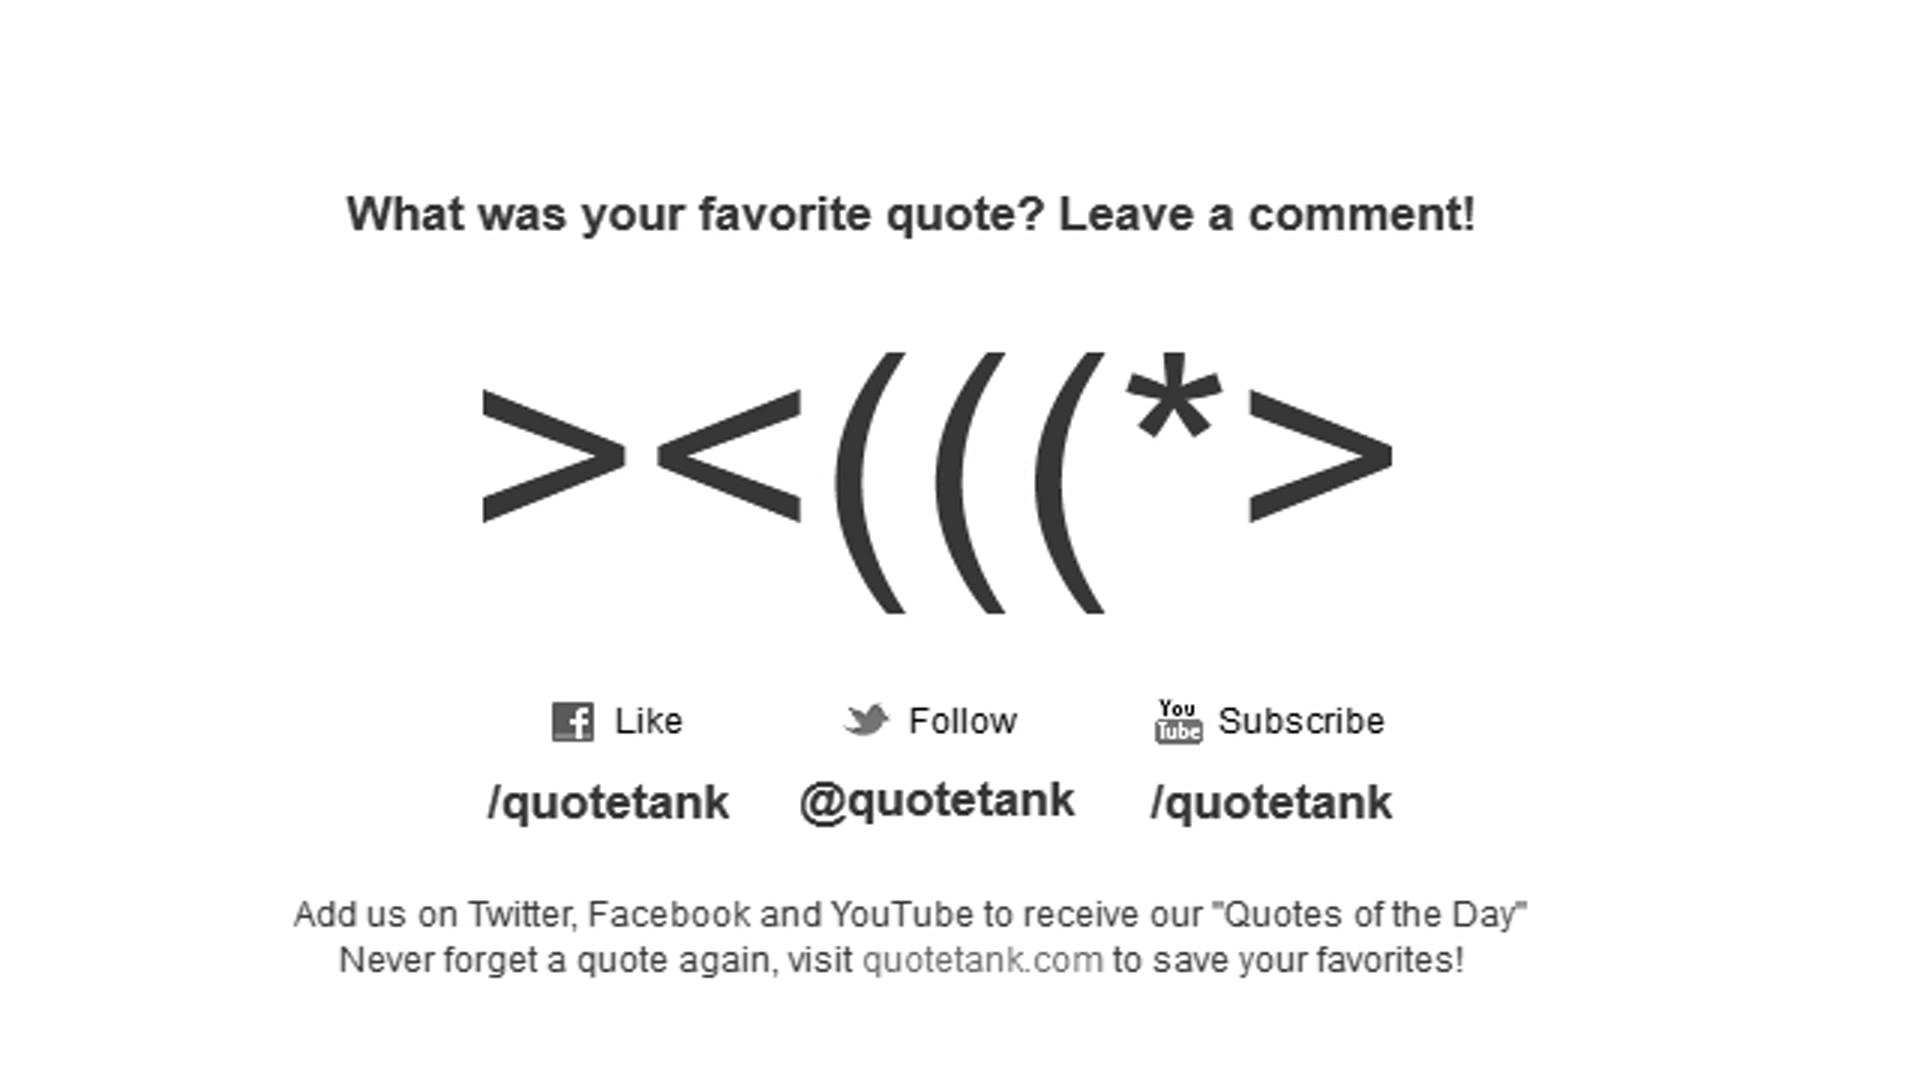 What was your favorite quote? Leave a comment!
><(((*>
f Like
Follow
You Tube Subscribe
/quotetank
@quotetank
/quotetank
Add us on Twitter, Facebook and YouTube to receive our "Quotes of the Day"
Never forget a quote again, visit quotetank.com to save your favorites!